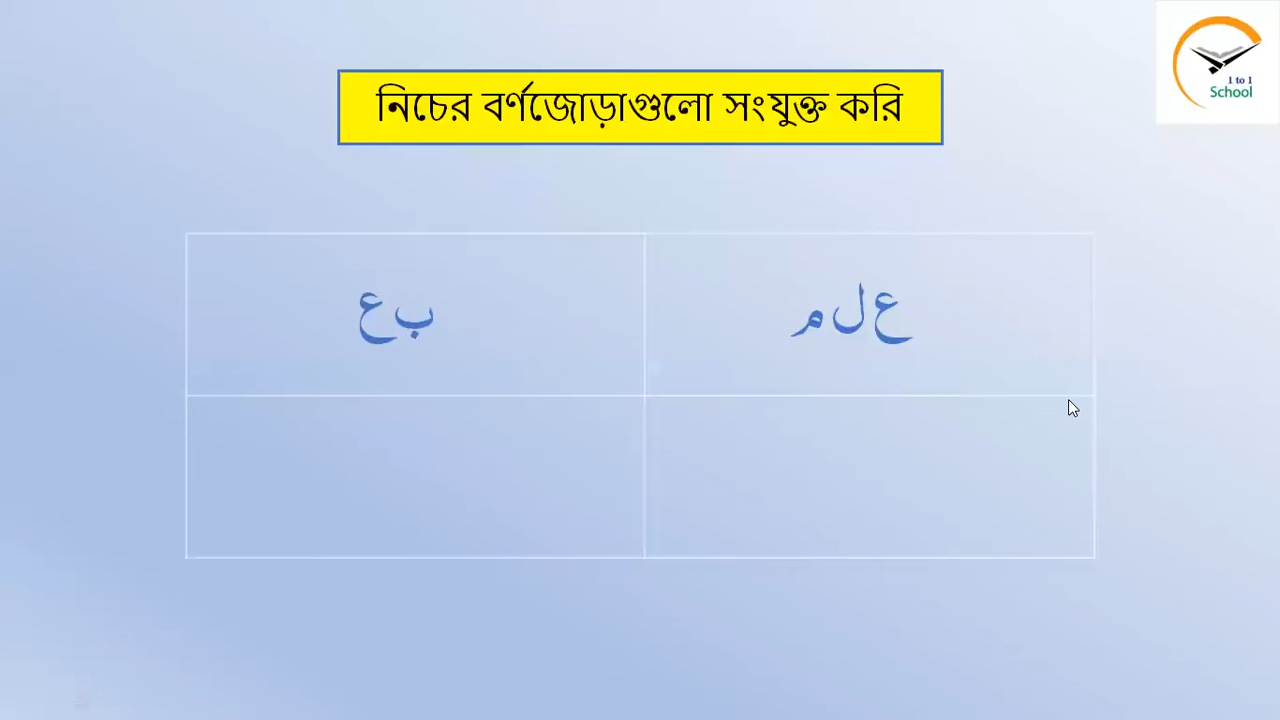 1 to 1
School
নিচের বর্ণজোড়াগুলো সংযুক্ত করি
ع ل م
ب ع